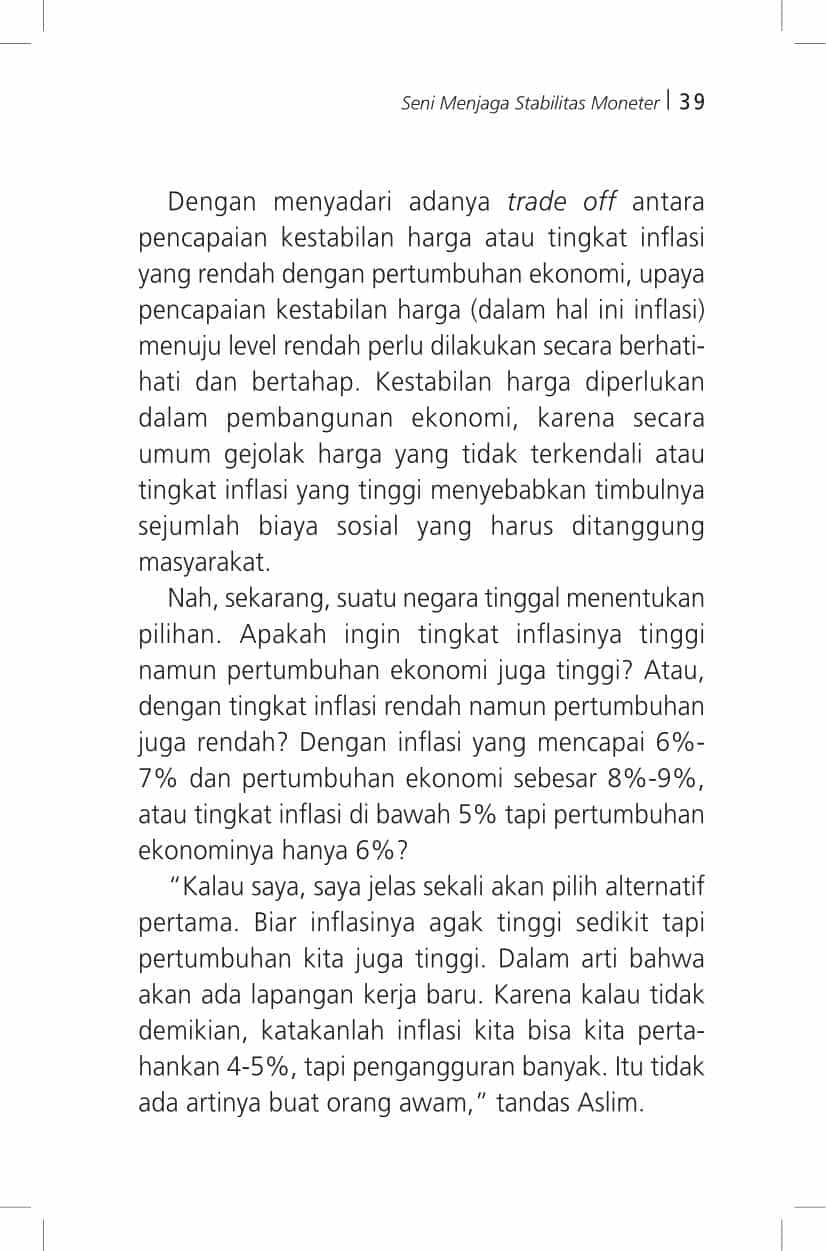 Seni Menjaga Stabilitas Moneter | 39
Dengan menyadari adanya trade off antara
pencapaian kestabilan harga atau tingkat inflasi
yang rendah dengan pertumbuhan ekonomi, upaya
pencapaian kestabilan harga (dalam hal ini inflasi)
menuju level rendah perlu dilakukan secara berhati-
hati dan bertahap. Kestabilan harga diperlukan
dalam pembangunan ekonomi, karena secara
umum gejolak harga yang tidak terkendali atau
tingkat inflasi yang tinggi menyebabkan timbulnya
sejumlah biaya sosial yang harus ditanggung
masyarakat.
Nah, sekarang, suatu negara tinggal menentukan
pilihan. Apakah ingin tingkat inflasinya tinggi
namun pertumbuhan ekonomi juga tinggi? Atau,
dengan tingkat inflasi rendah namun pertumbuhan
juga rendah? Dengan inflasi yang mencapai 6%-
7% dan pertumbuhan ekonomi sebesar 8%-9%,
atau tingkat inflasi di bawah 5% tapi pertumbuhan
ekonominya hanya 6%?
“Kalau saya, saya jelas sekali akan pilih alternatif
pertama. Biar inflasinya agak tinggi sedikit tapi
pertumbuhan kita juga tinggi. Dalam arti bahwa
akan ada lapangan kerja baru. Karena kalau tidak
demikian, katakanlah inflasi kita bisa kita perta-
hankan 4-5%, tapi pengangguran banyak. Itu tidak
ada artinya buat orang awam,” tandas Aslim.